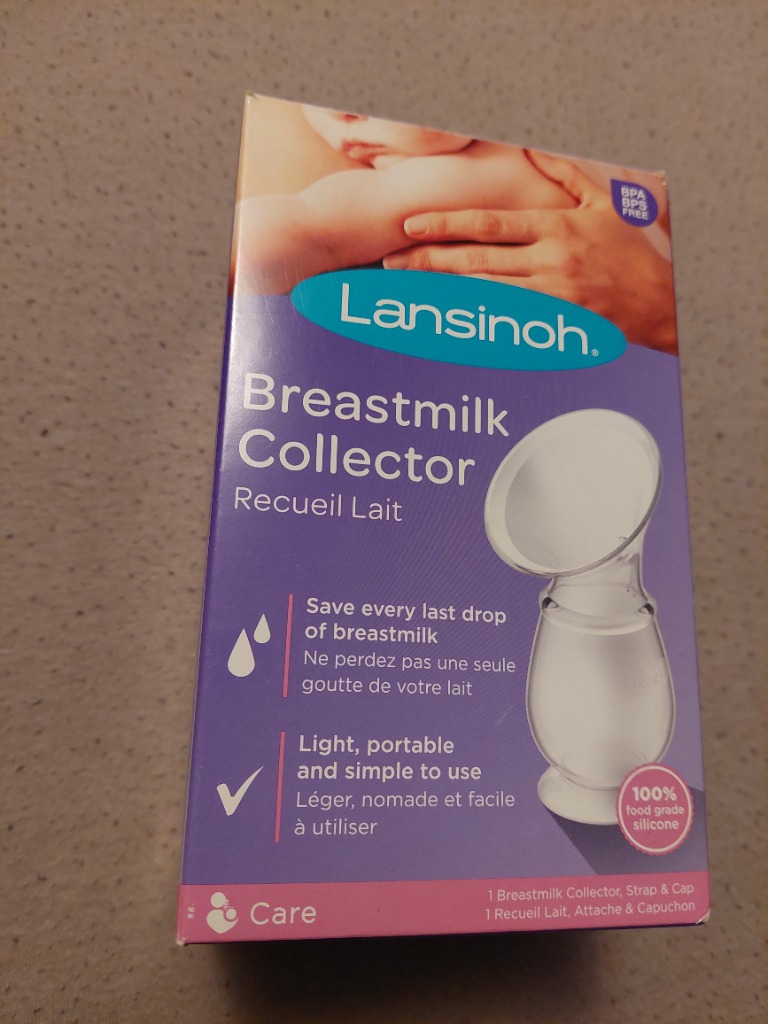 BPA
BPS
FREE
Lansinoh®
Breastmilk
Collector
Recueil Lait
Save every last drop
of breastmilk
Ne perdez pas une seule
goutte de votre lait
Light, portable
and simple to use
Léger, nomade et facile
à utiliser
100%
food grade
silicone
Care
1 Breastmilk Collector, Strap & Cap
1 Recueil Lait, Attache & Capuchon